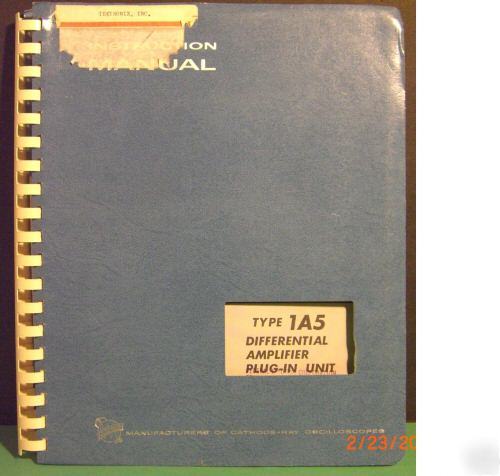 TEKTRONIX, INC.
INSTRUCTION
MANUAL
TYPE 1A5
DIFFERENTIAL
AMPLIFIER
PLUG-IN UNIT
MANUFACTURERS OF CATHODE-RAY OSCILLOSCOPES
2/23/20